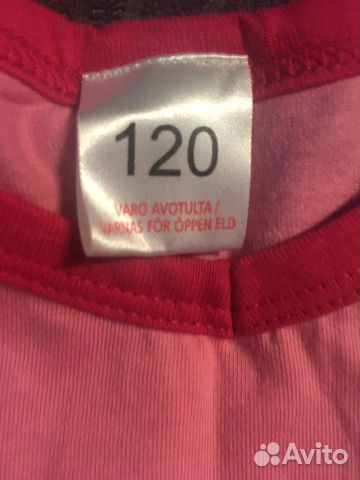 120
VARO AVOTULTA/
VARNAS FÖR ÖPPEN ELD
Avito